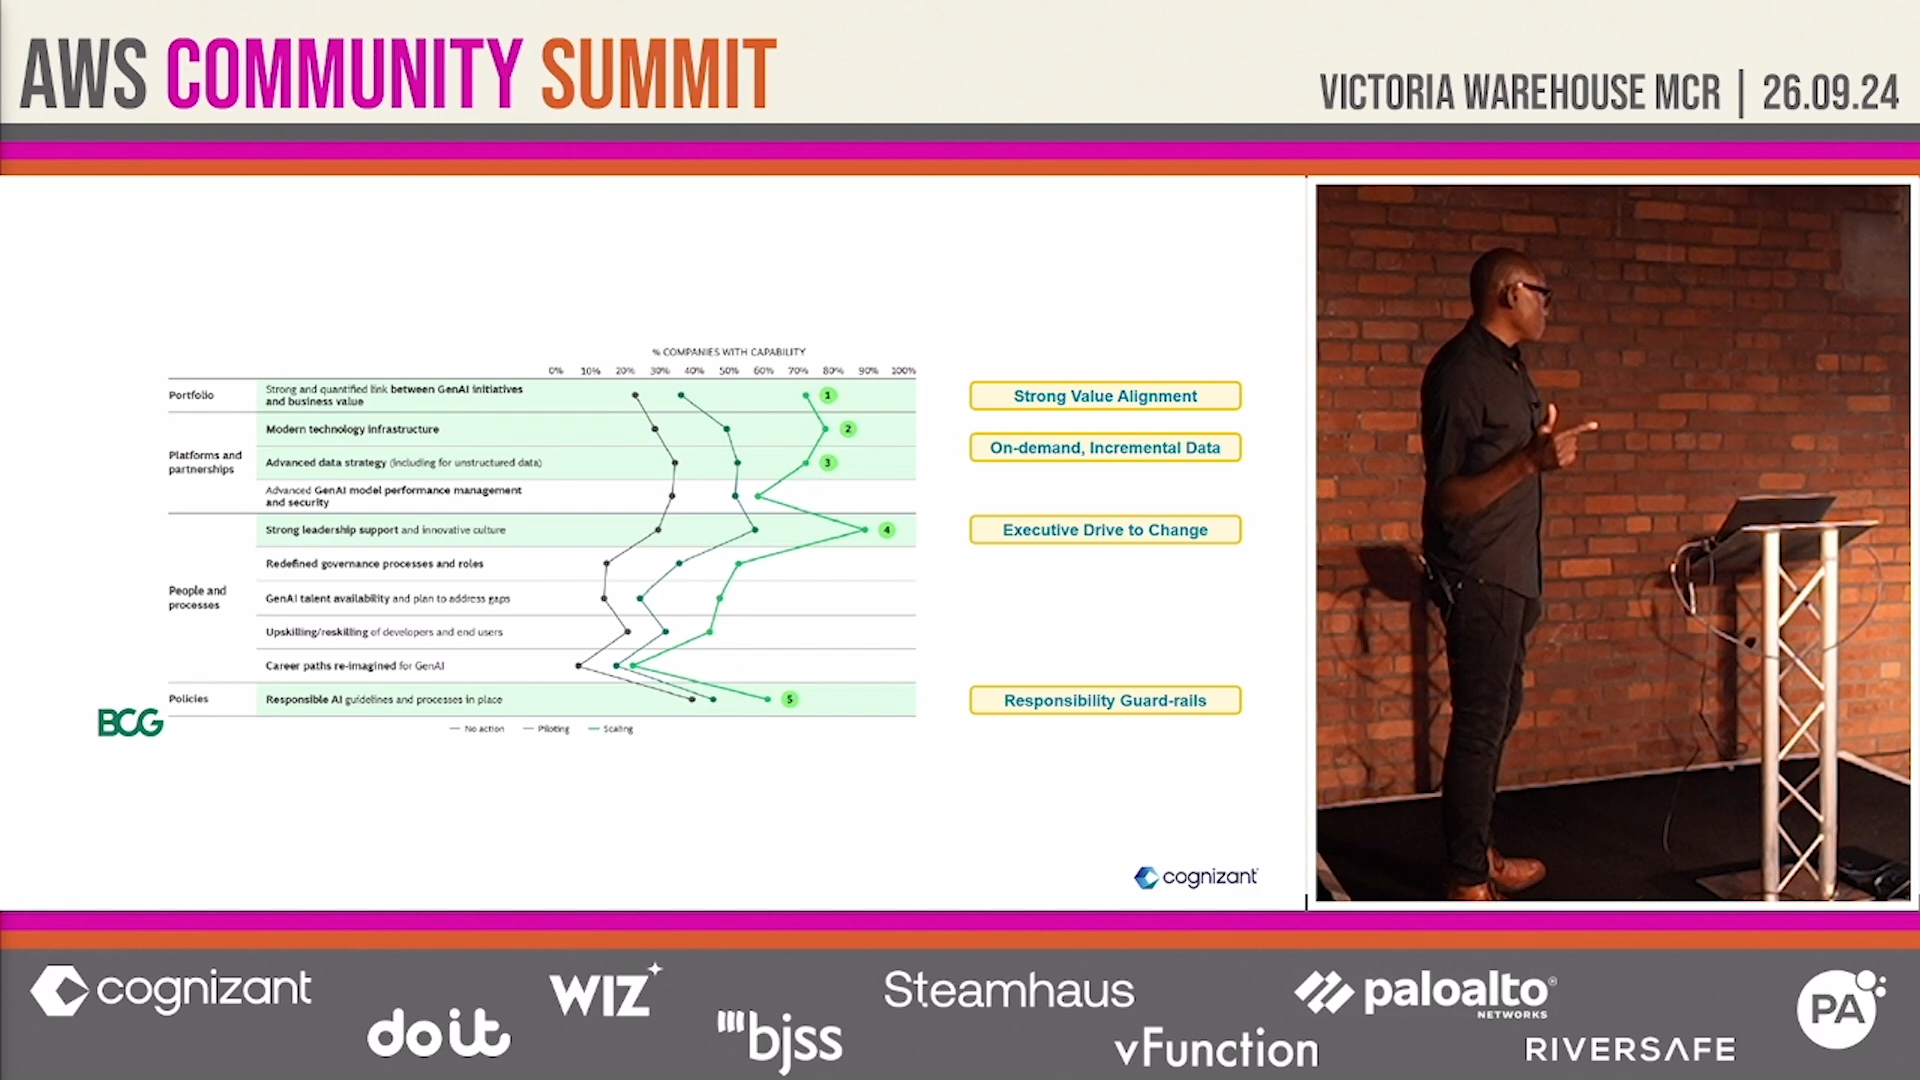 AWS COMMUNITY SUMMIT
VICTORIA WAREHOUSE MCR | 26.09.24
% COMPANIES WITH CAPABILITY
0% 10% 20% 30% 40% 50% 60% 70% 80% 90% 100%
Portfolio
Strong and quantified link between GenAI initiatives
and business value
1
Strong Value Alignment
Platforms and
partnerships
Modern technology infrastructure
2
Advanced data strategy (including for unstructured data)
3
On-demand, Incremental Data
Advanced GenAI model performance management
and security
People and
processes
Strong leadership support and innovative culture
4
Executive Drive to Change
Redefined governance processes and roles
GenAI talent availability and plan to address gaps
Upskilling/reskilling of developers and end users
Career paths re-imagined for GenAI
Policies
Responsible AI guidelines and processes in place
5
Responsibility Guard-rails
BCG
No action Piloting Scaling
cognizant
cognizant
doit
WIZ
bjss
Steamhaus
vFunction
paloalto®
NETWORKS
RIVERSAFE
PA